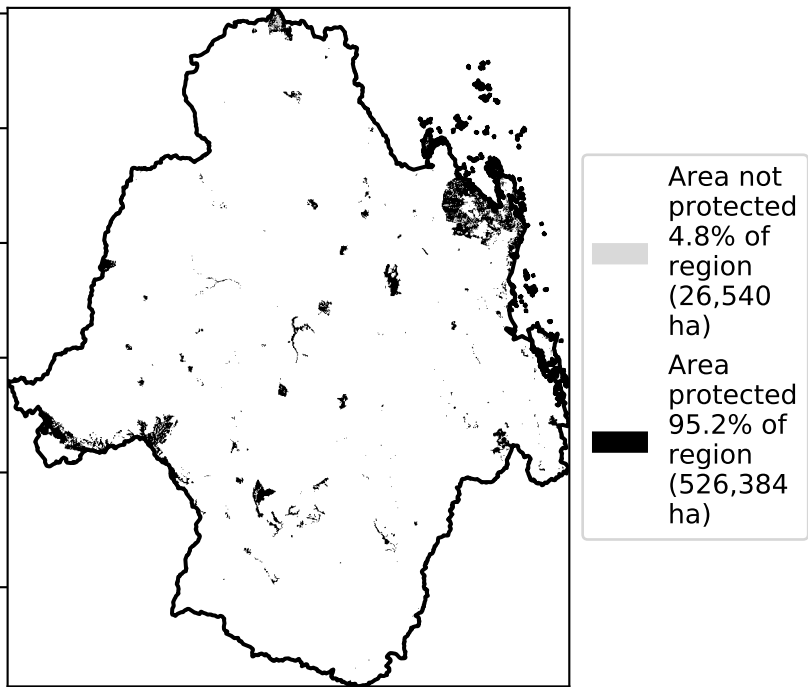 Area not
protected
4.8% of
region
(26,540
ha)
Area
protected
95.2% of
region
(526,384
ha)